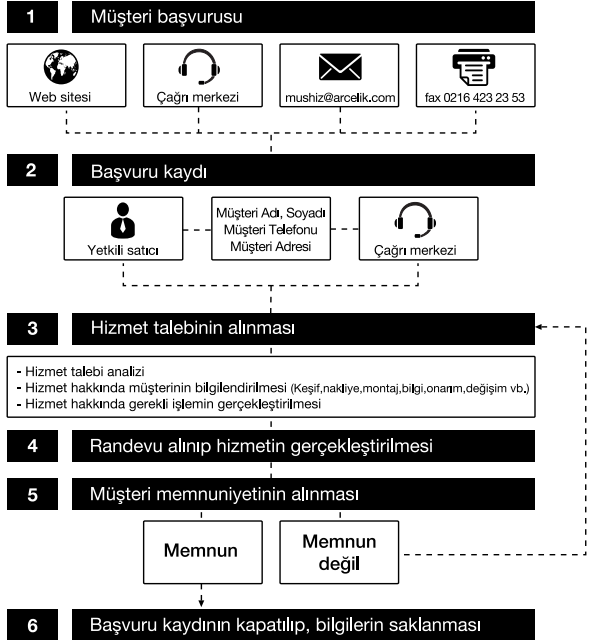 1 Müşteri başvurusu
Web sitesi
Çağrı merkezi
mushiz@arcelik.com
fax 0216 423 23 53
2 Başvuru kaydı
Yetkili satıcı
Müşteri Adı, Soyadı
Müşteri Telefonu
Müşteri Adresi
Çağrı merkezi
3 Hizmet talebinin alınması
- Hizmet talebi analizi
- Hizmet hakkında müşterinin bilgilendirilmesi (Keşif,nakliye,montaj,bilgi,onarım,değişim vb.)
- Hizmet hakkında gerekli işlemin gerçekleştirilmesi
4 Randevu alınıp hizmetin gerçekleştirilmesi
5 Müşteri memnuniyetinin alınması
Memnun
Memnun
değil
6 Başvuru kaydının kapatılıp, bilgilerin saklanması